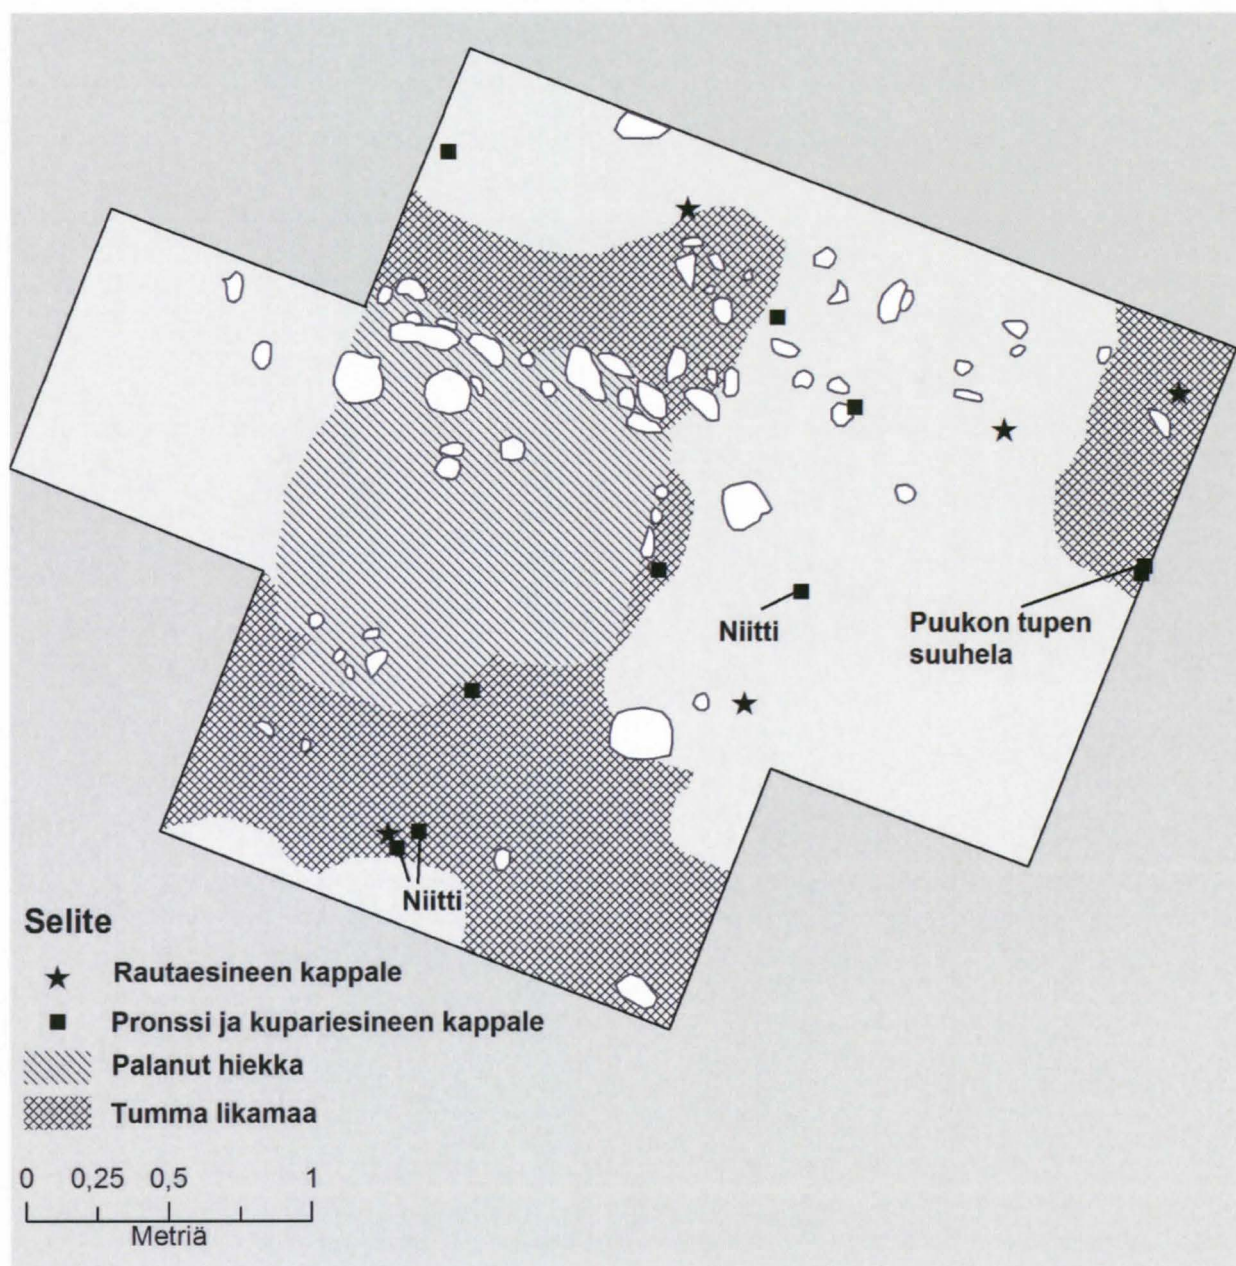 Niitti
Puukon tupen
suuhela
Niitti
Selite
Rautaesineen kappale
Pronssi ja kupariesineen kappale
Palanut hiekka
Tumma likamaa
0 0,25 0,5 1
Metriä